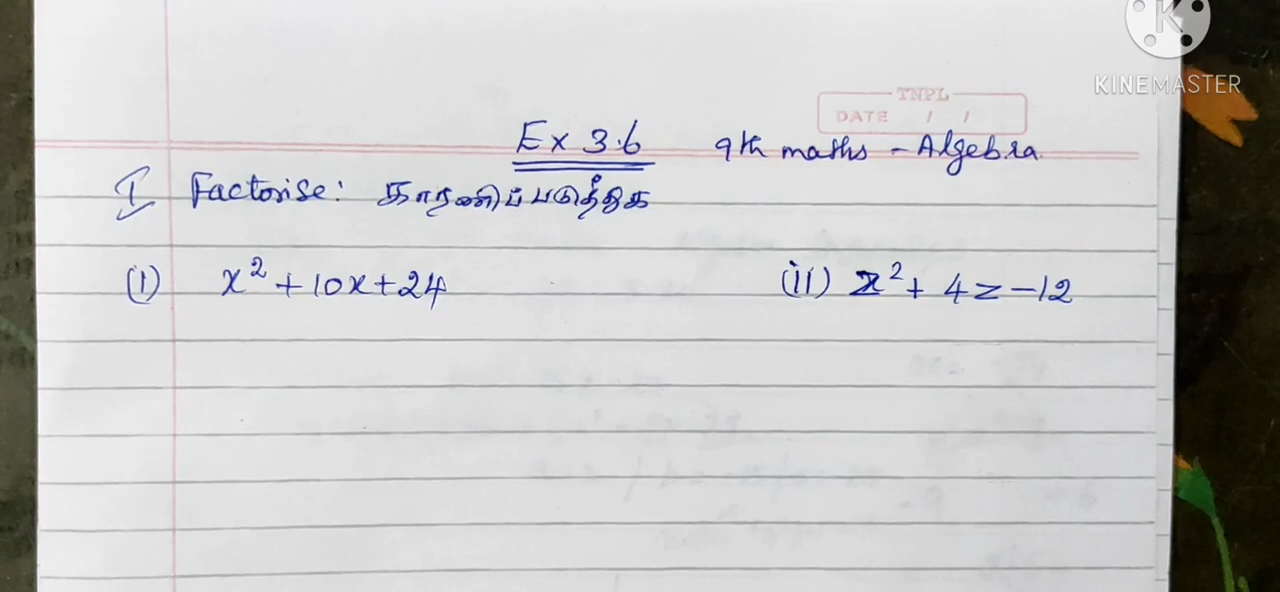 KINEMASTER
TNPL
DATE / /
Ex 3.6 9th maths - Algebra
I Factorise: காரணிப்படுத்துக
(i) x² + 10x + 24 (ii) z² + 4z - 12